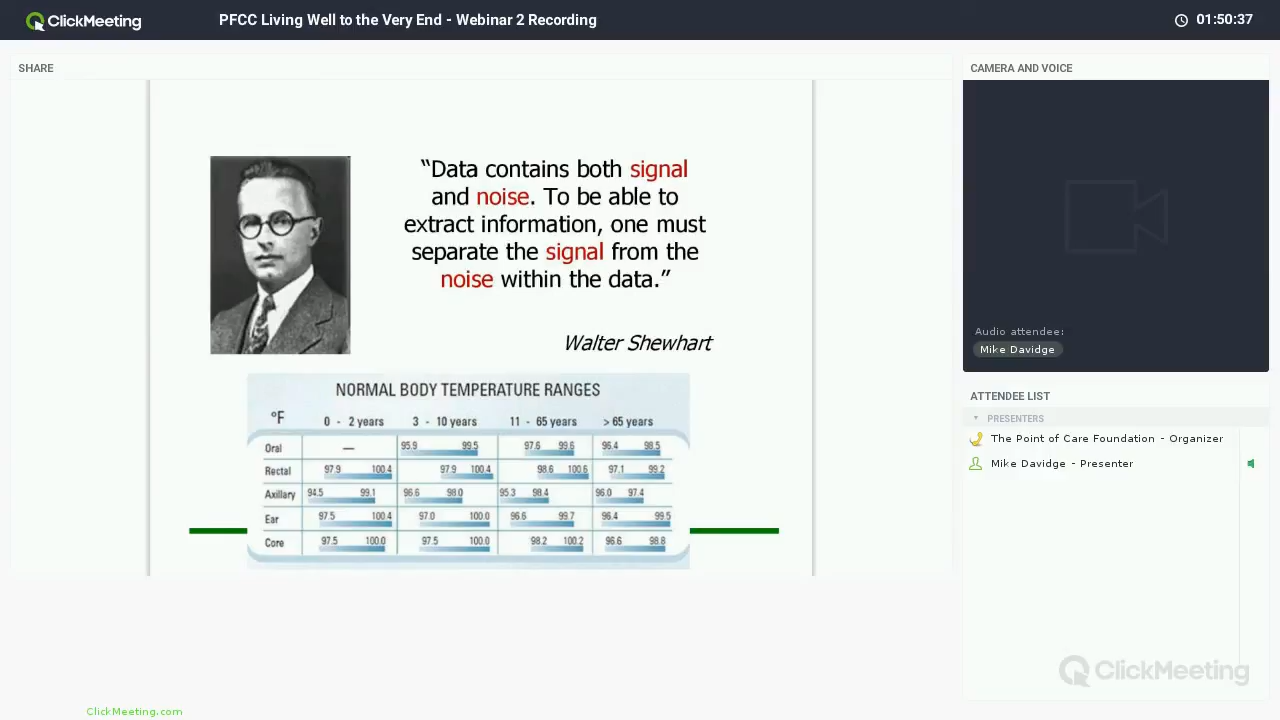 ClickMeeting
PFCC Living Well to the Very End - Webinar 2 Recording
01:50:37
SHARE
“Data contains both signal
and noise. To be able to
extract information, one must
separate the signal from the
noise within the data.”
Walter Shewhart
NORMAL BODY TEMPERATURE RANGES
°F 0 - 2 years 3 - 10 years 11 - 65 years > 65 years
Oral — 95.9 99.5 97.6 99.6 96.4 98.5
Rectal 97.9 100.4 97.9 100.4 98.6 100.6 97.1 99.2
Axillary 94.5 99.1 96.6 98.0 95.3 98.4 96.0 97.4
Ear 97.5 100.4 97.0 100.0 96.6 99.7 96.4 99.5
Core 97.5 100.0 97.5 100.0 98.2 100.2 96.6 98.8
CAMERA AND VOICE
Audio attendee:
Mike Davidge
ATTENDEE LIST
PRESENTERS
The Point of Care Foundation - Organizer
Mike Davidge - Presenter
ClickMeeting
ClickMeeting.com